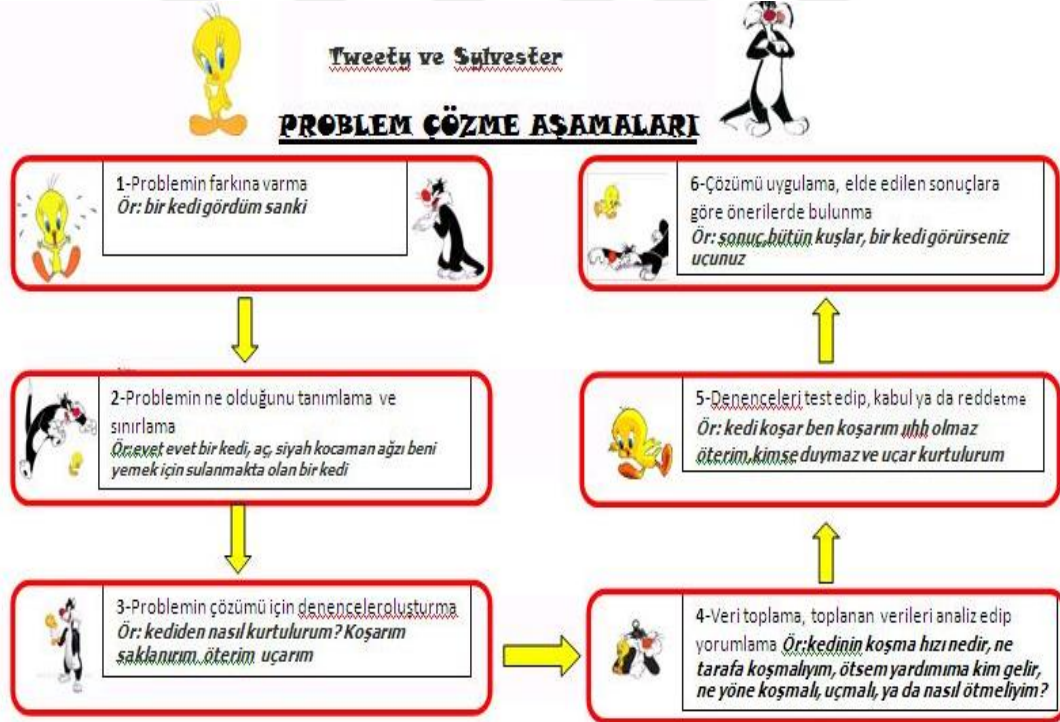 Tweety ve Sylvester
PROBLEM ÇÖZME AŞAMALARI
1-Problemin farkına varma
Ör: bir kedi gördüm sanki
2-Problemin ne olduğunu tanımlama ve
sınırlama
Ör:evet evet bir kedi, aç, siyah kocaman ağzı beni
yemek için sulanmakta olan bir kedi
3-Problemin çözümü için denenceleroluşturma
Ör: kediden nasıl kurtulurum? Koşarım
saklanırım öterim uçarım
4-Veri toplama, toplanan verileri analiz edip
yorumlama Ör:kedinin koşma hızı nedir, ne
tarafa koşmalıyım, ötsem yardımıma kim gelir,
ne yöne koşmalı, uçmalı, ya da nasıl ötmeliyim?
5-Denenceleri test edip, kabul ya da reddetme
Ör: kedi koşar ben koşarım ııhh olmaz
öterim,kimse duymaz ve uçar kurtulurum
6-Çözümü uygulama, elde edilen sonuçlara
göre önerilerde bulunma
Ör: sonuç,bütün kuşlar, bir kedi görürseniz
uçunuz